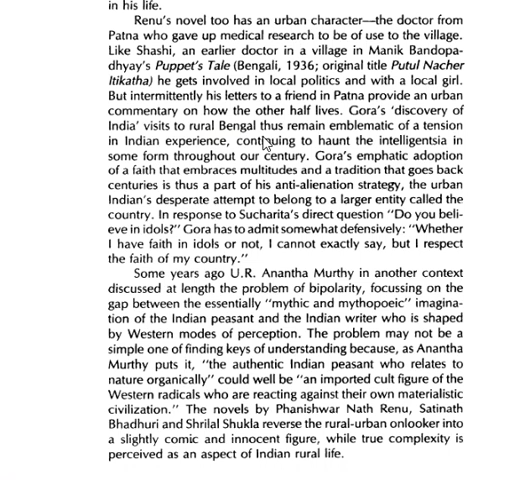 in his life.
Renu's novel too has an urban character—the doctor from
Patna who gave up medical research to be of use to the village.
Like Shashi, an earlier doctor in a village in Manik Bandopa-
dhyay's Puppet's Tale (Bengali, 1936; original title Putul Nacher
Itikatha) he gets involved in local politics and with a local girl.
But intermittently his letters to a friend in Patna provide an urban
commentary on how the other half lives. Gora's 'discovery of
India' visits to rural Bengal thus remain emblematic of a tension
in Indian experience, continuing to haunt the intelligentsia in
some form throughout our century. Gora's emphatic adoption
of a faith that embraces multitudes and a tradition that goes back
centuries is thus a part of his anti-alienation strategy, the urban
Indian's desperate attempt to belong to a larger entity called the
country. In response to Sucharita's direct question "Do you beli-
eve in idols?" Gora has to admit somewhat defensively: "Whether
I have faith in idols or not, I cannot exactly say, but I respect
the faith of my country."
Some years ago U.R. Anantha Murthy in another context
discussed at length the problem of bipolarity, focussing on the
gap between the essentially "mythic and mythopoeic" imagina-
tion of the Indian peasant and the Indian writer who is shaped
by Western modes of perception. The problem may not be a
simple one of finding keys of understanding because, as Anantha
Murthy puts it, "the authentic Indian peasant who relates to
nature organically" could well be "an imported cult figure of the
Western radicals who are reacting against their own materialistic
civilization." The novels by Phanishwar Nath Renu, Satinath
Bhaduri and Shrilal Shukla reverse the rural-urban onlooker into
a slightly comic and innocent figure, while true complexity is
perceived as an aspect of Indian rural life.